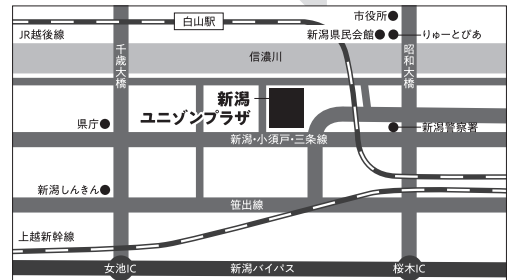 市役所
白山駅
JR越後線
新潟県民会館
りゅーとぴあ
千歳大橋
信濃川
昭和大橋
新潟
ユニゾンプラザ
県庁
新潟警察署
新潟・小須戸・三条線
新潟しんきん
笹出線
上越新幹線
女池IC
新潟バイパス
桜木IC